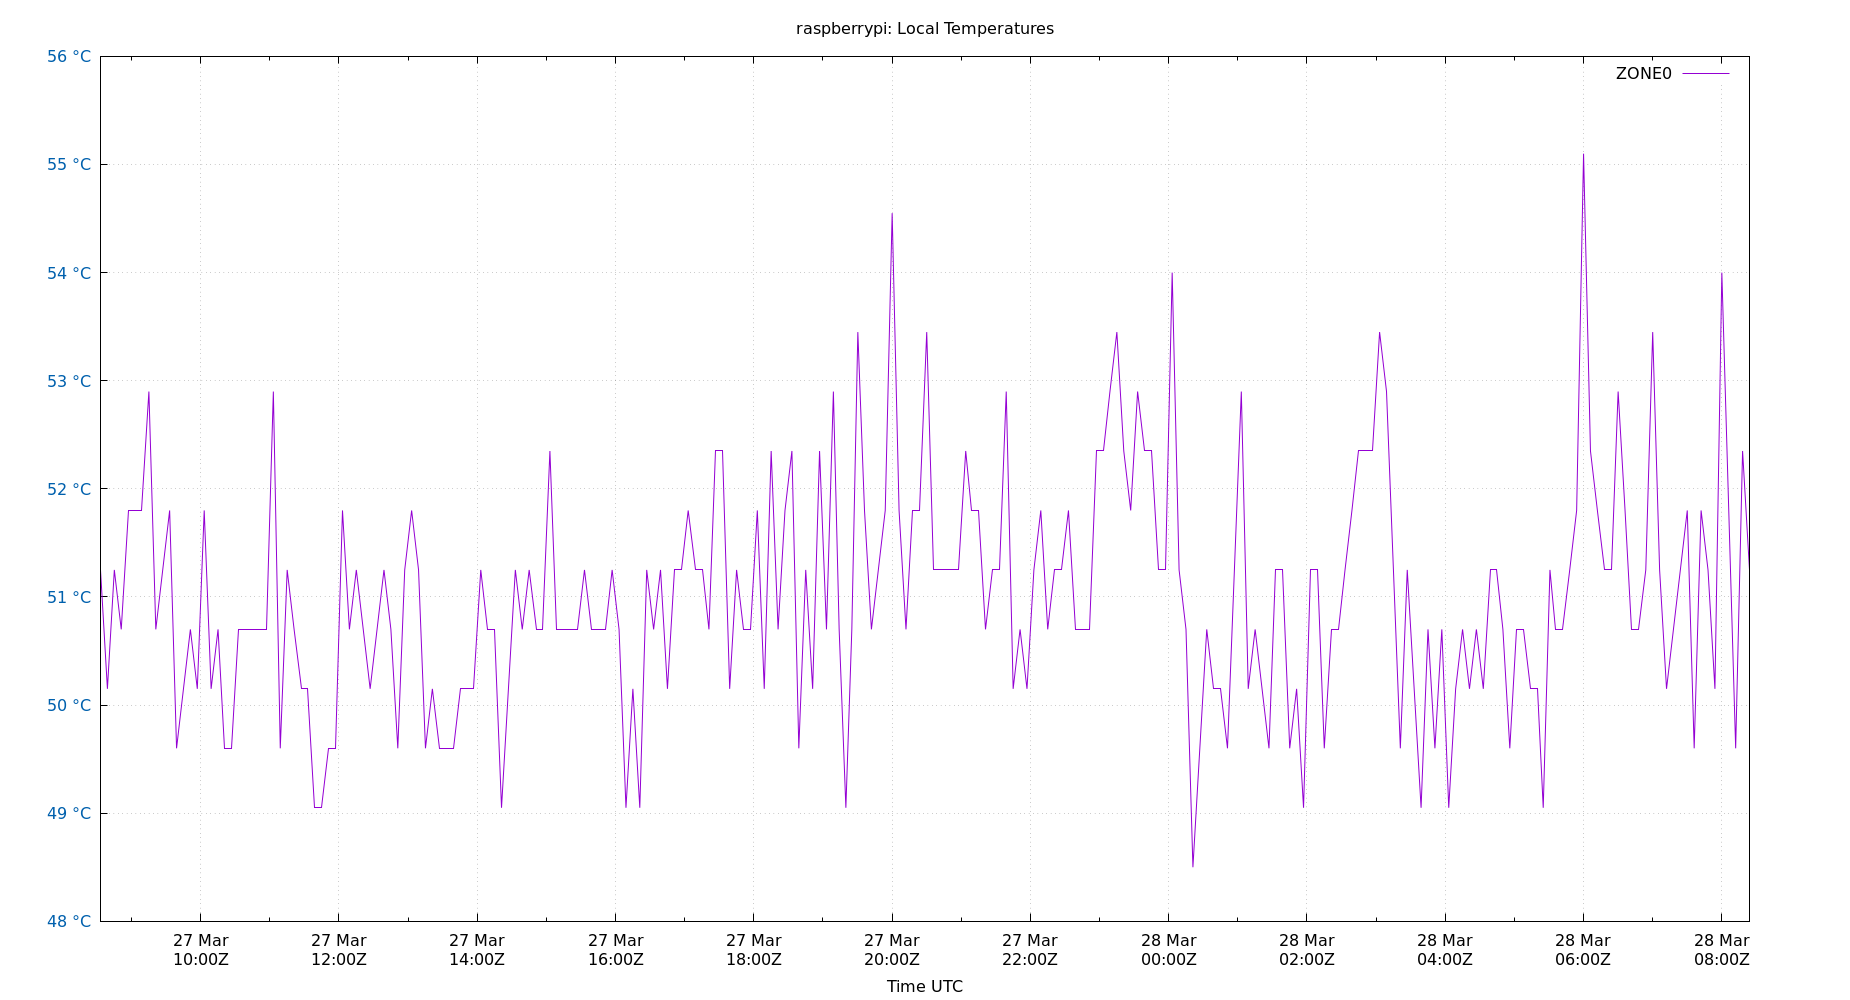 raspberrypi: Local Temperatures
56 °C
ZONE0
55 °C
54 °C
53 °C
52 °C
51 °C
50 °C
49 °C
48 °C
27 Mar 27 Mar 27 Mar 27 Mar 27 Mar 27 Mar 27 Mar 28 Mar 28 Mar 28 Mar 28 Mar 28 Mar
10:00Z 12:00Z 14:00Z 16:00Z 18:00Z 20:00Z 22:00Z 00:00Z 02:00Z 04:00Z 06:00Z 08:00Z
Time UTC